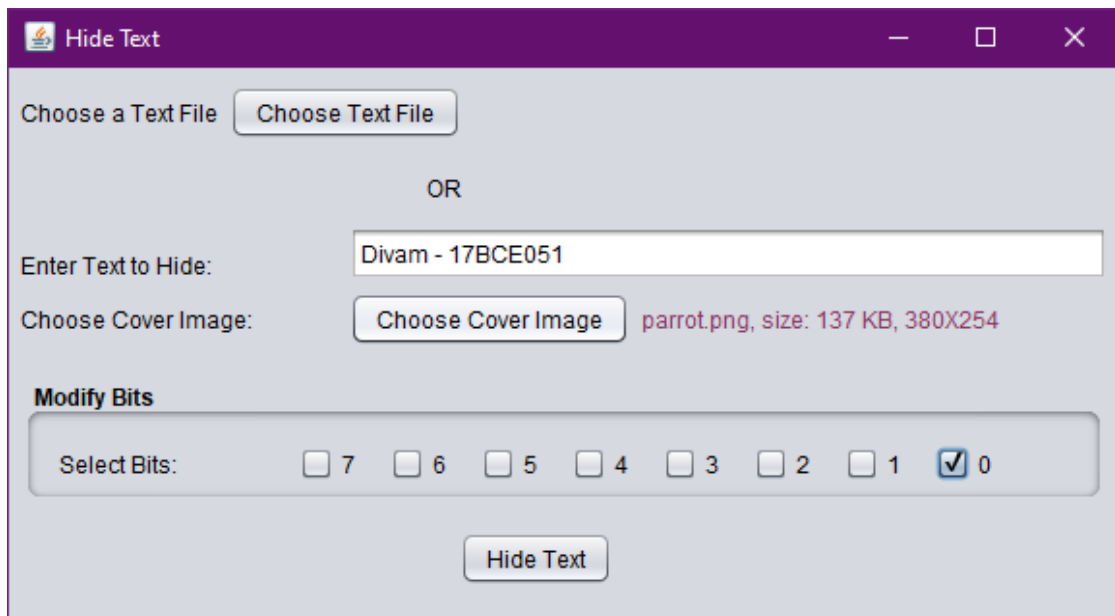 Hide Text
Choose a Text File Choose Text File
OR
Enter Text to Hide: Divam - 17BCE051
Choose Cover Image: Choose Cover Image parrot.png, size: 137 KB, 380X254
Modify Bits
Select Bits: 7 6 5 4 3 2 1 0
Hide Text